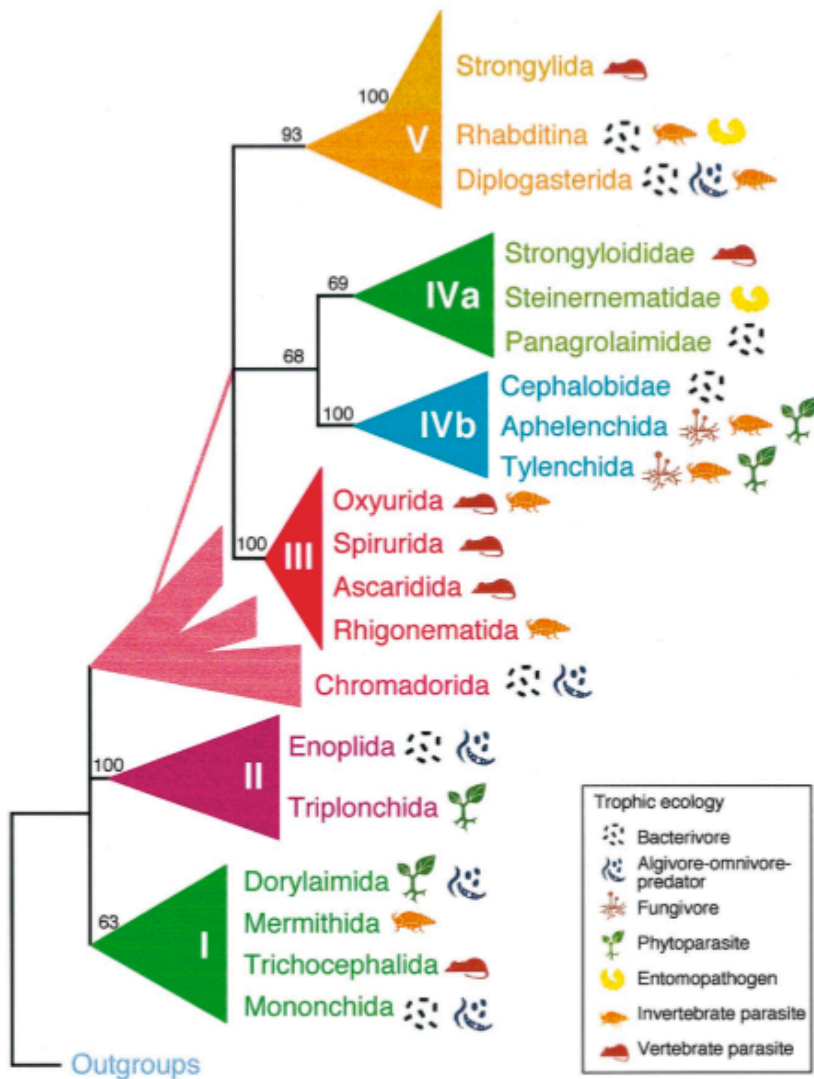 Strongylida
100
93
V
Rhabditina
Diplogasterida
Strongyloididae
69
IVa
Steinernematidae
68
Panagrolaimidae
Cephalobidae
100
IVb
Aphelenchida
Tylenchida
Oxyurida
100
III
Spirurida
Ascaridida
Rhigonematida
Chromadorida
Enoplida
100
II
Triplonchida
Trophic ecology
Bacterivore
Algivore-omnivore-
predator
Fungivore
Phytoparasite
Entomopathogen
Invertebrate parasite
Vertebrate parasite
Dorylaimida
63
I
Mermithida
Trichocephalida
Mononchida
Outgroups